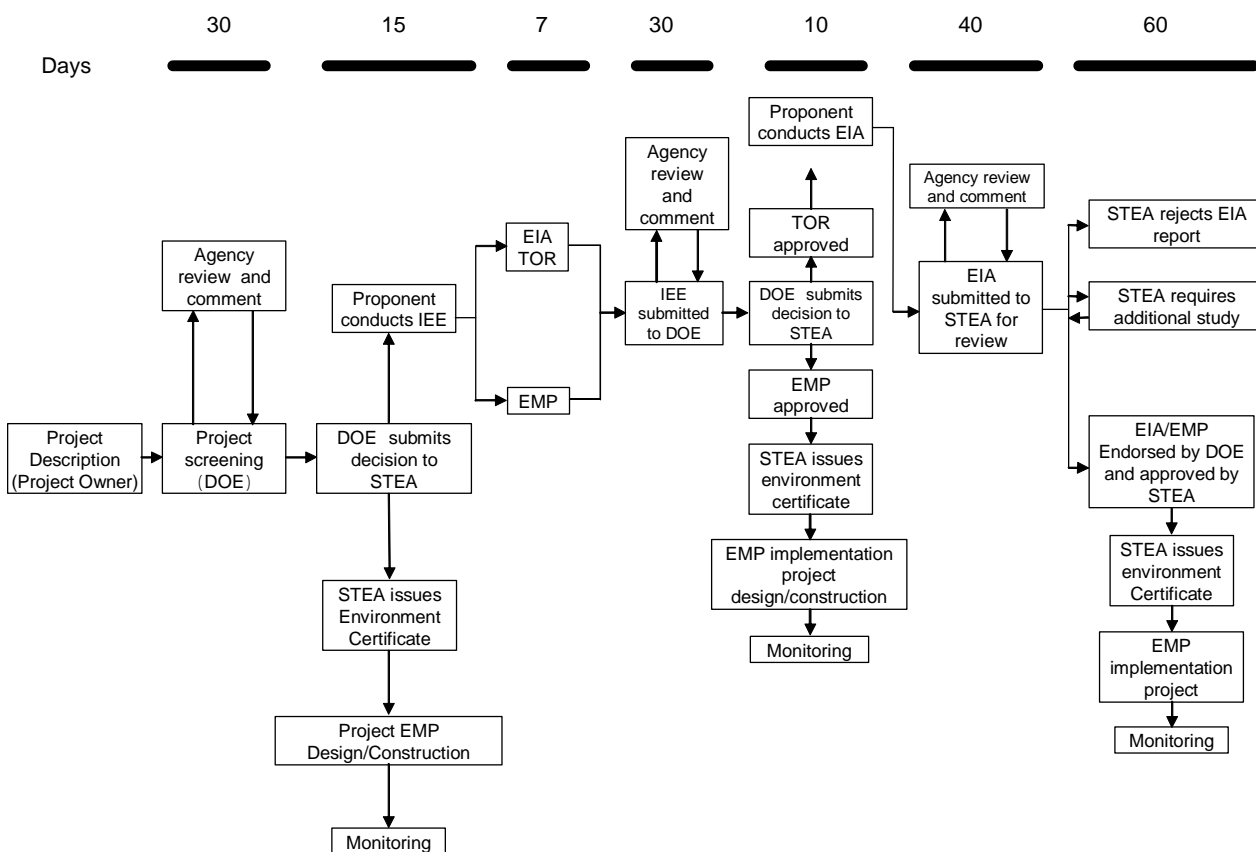 30
15
7
30
10
40
60
Days
Project
Description
(Project Owner)
Agency
review and
comment
Project
screening
(DOE)
Proponent
conducts IEE
DOE submits
decision to
STEA
STEA issues
Environment
Certificate
Project EMP
Design/Construction
Monitoring
EIA
TOR
EMP
Agency
review
and
comment
IEE
submitted
to DOE
Proponent
conducts EIA
TOR
approved
DOE submits
decision to
STEA
EMP
approved
STEA issues
environment
certificate
EMP implementation
project
design/construction
Monitoring
Agency review
and comment
EIA
submitted to
STEA for
review
STEA rejects EIA
report
STEA requires
additional study
EIA/EMP
Endorsed by DOE
and approved by
STEA
STEA issues
environment
Certificate
EMP
implementation
project
Monitoring